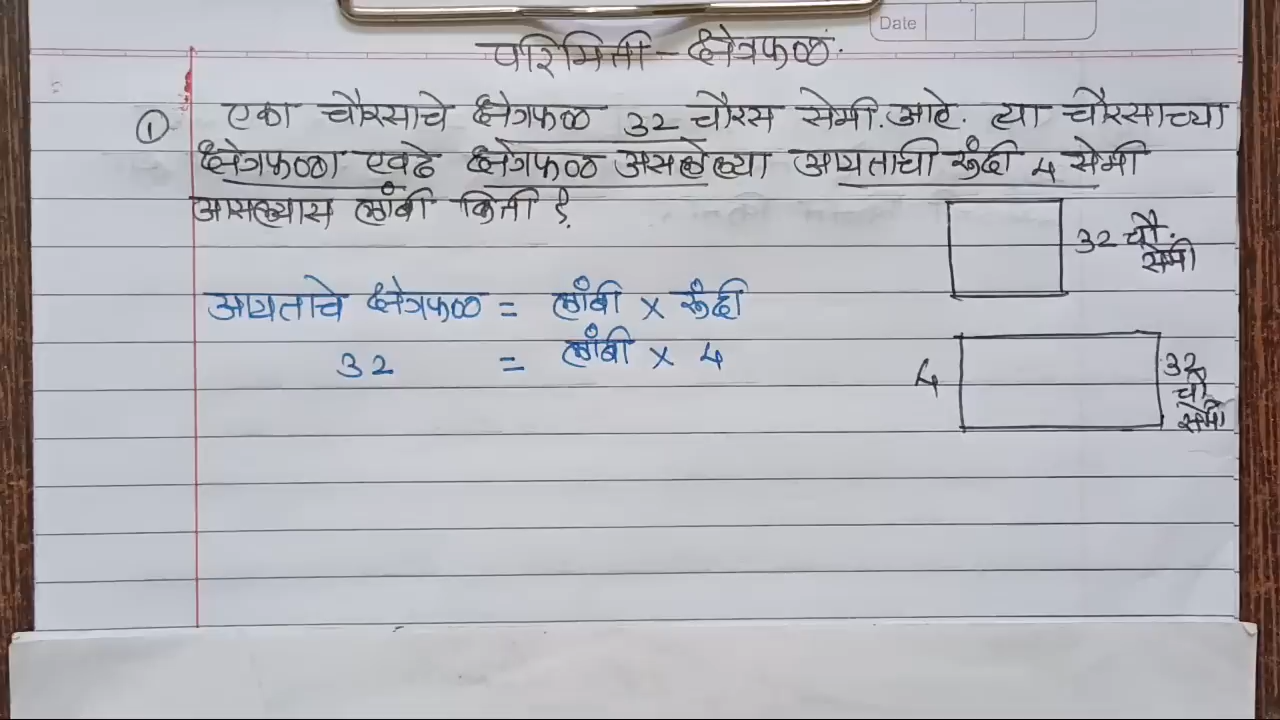 Date
परिमिती - क्षेत्रफळ.
① एका चौरसाचे क्षेत्रफळ 32 चौरस सेमी. आहे. त्या चौरसाच्या
क्षेत्रफळा एवढे क्षेत्रफळ असलेल्या आयताची रुंदी 4 सेमी
असल्यास लांबी किती ?
32 चौ.
सेमी
आयताचे क्षेत्रफळ = लांबी × रुंदी
32 = लांबी × 4
4
32
चौ
सेमी